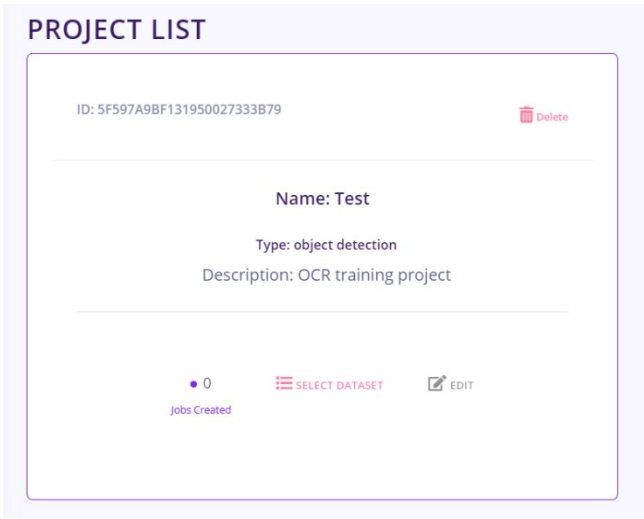 PROJECT LIST
ID: 5F597A9BF131950027333B79
Delete
Name: Test
Type: object detection
Description: OCR training project
0
SELECT DATASET
EDIT
Jobs Created